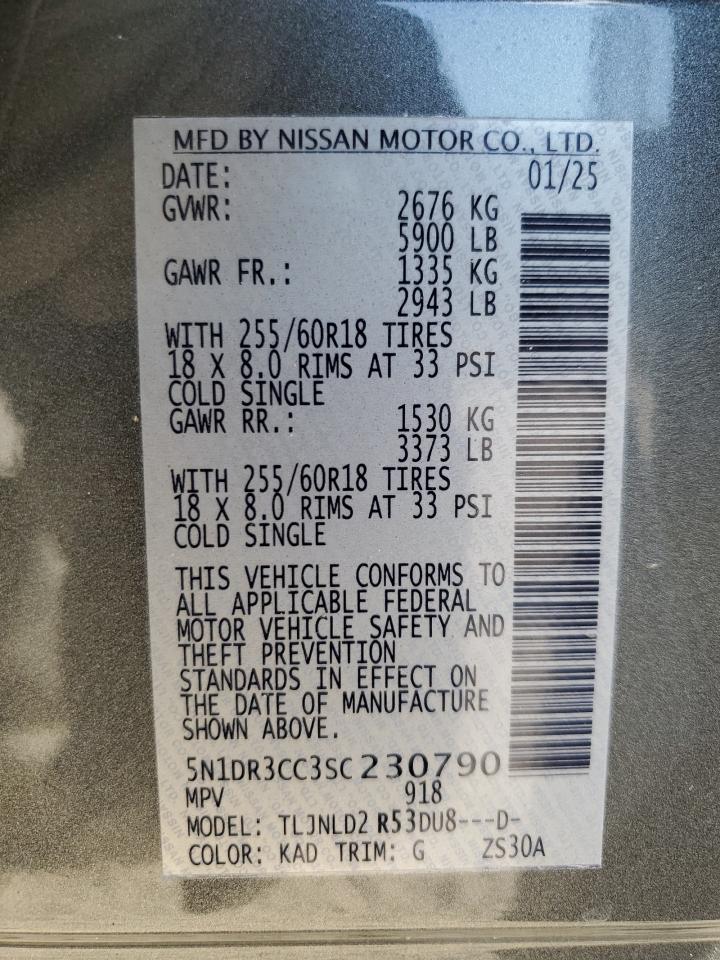 MFD BY NISSAN MOTOR CO., LTD.
DATE: 01/25
GVWR: 2676 KG
5900 LB
GAWR FR.: 1335 KG
2943 LB
WITH 255/60R18 TIRES
18 X 8.0 RIMS AT 33 PSI
COLD SINGLE
GAWR RR.: 1530 KG
3373 LB
WITH 255/60R18 TIRES
18 X 8.0 RIMS AT 33 PSI
COLD SINGLE
THIS VEHICLE CONFORMS TO
ALL APPLICABLE FEDERAL
MOTOR VEHICLE SAFETY AND
THEFT PREVENTION
STANDARDS IN EFFECT ON
THE DATE OF MANUFACTURE
SHOWN ABOVE.
5N1DR3CC3SC230790
MPV 918
MODEL: TLJNLD2 R53DU8---D-
COLOR: KAD TRIM: G ZS30A